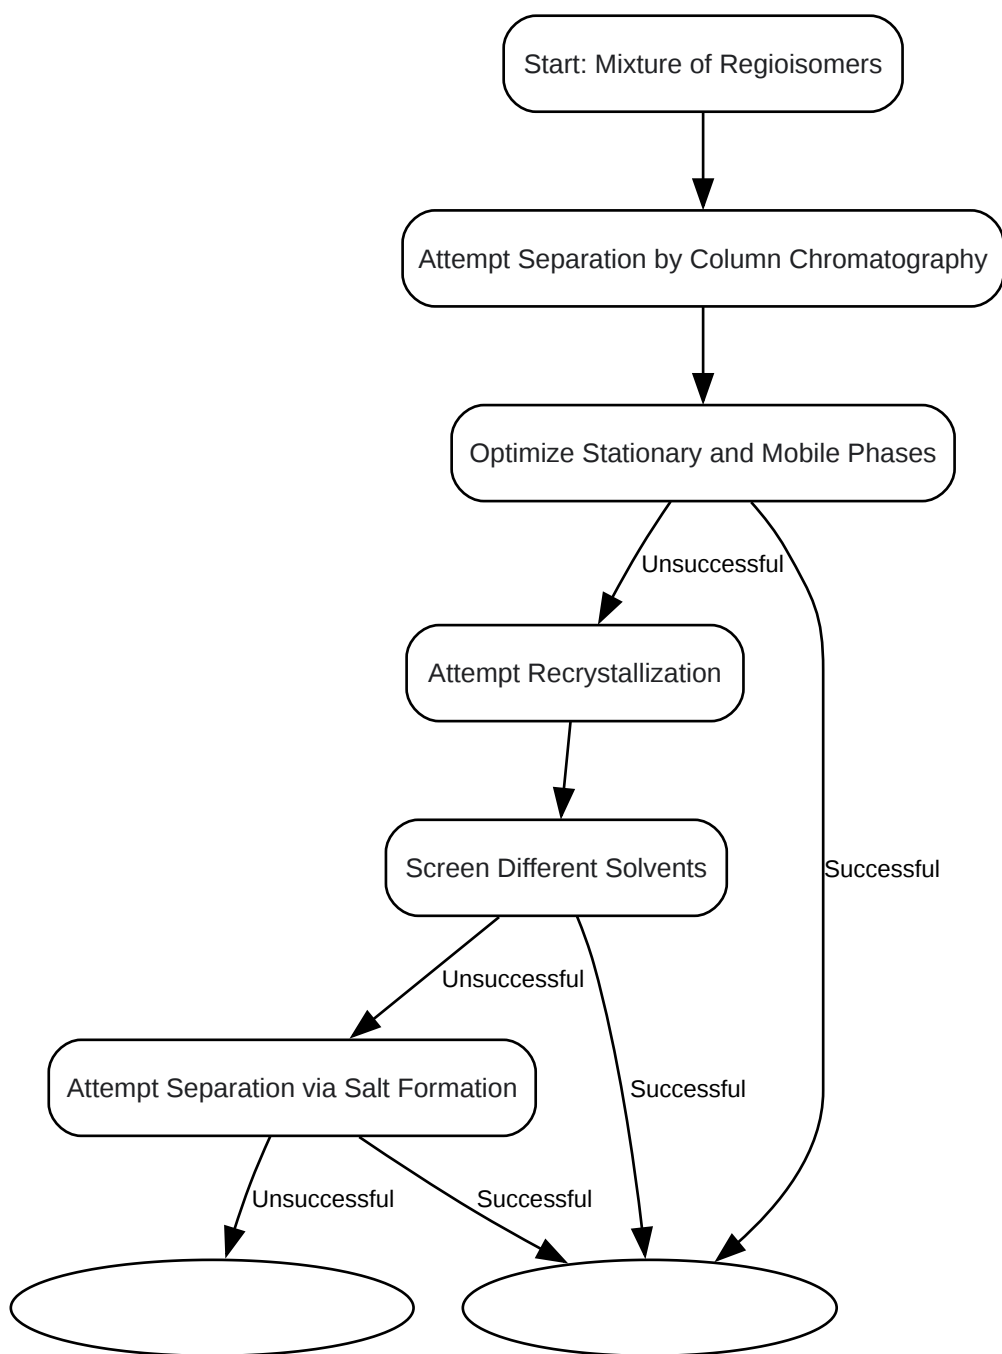 Start: Mixture of Regioisomers
Attempt Separation by Column Chromatography
Optimize Stationary and Mobile Phases
Unsuccessful
Attempt Recrystallization
Successful
Screen Different Solvents
Unsuccessful
Attempt Separation via Salt Formation
Successful
Unsuccessful
Successful